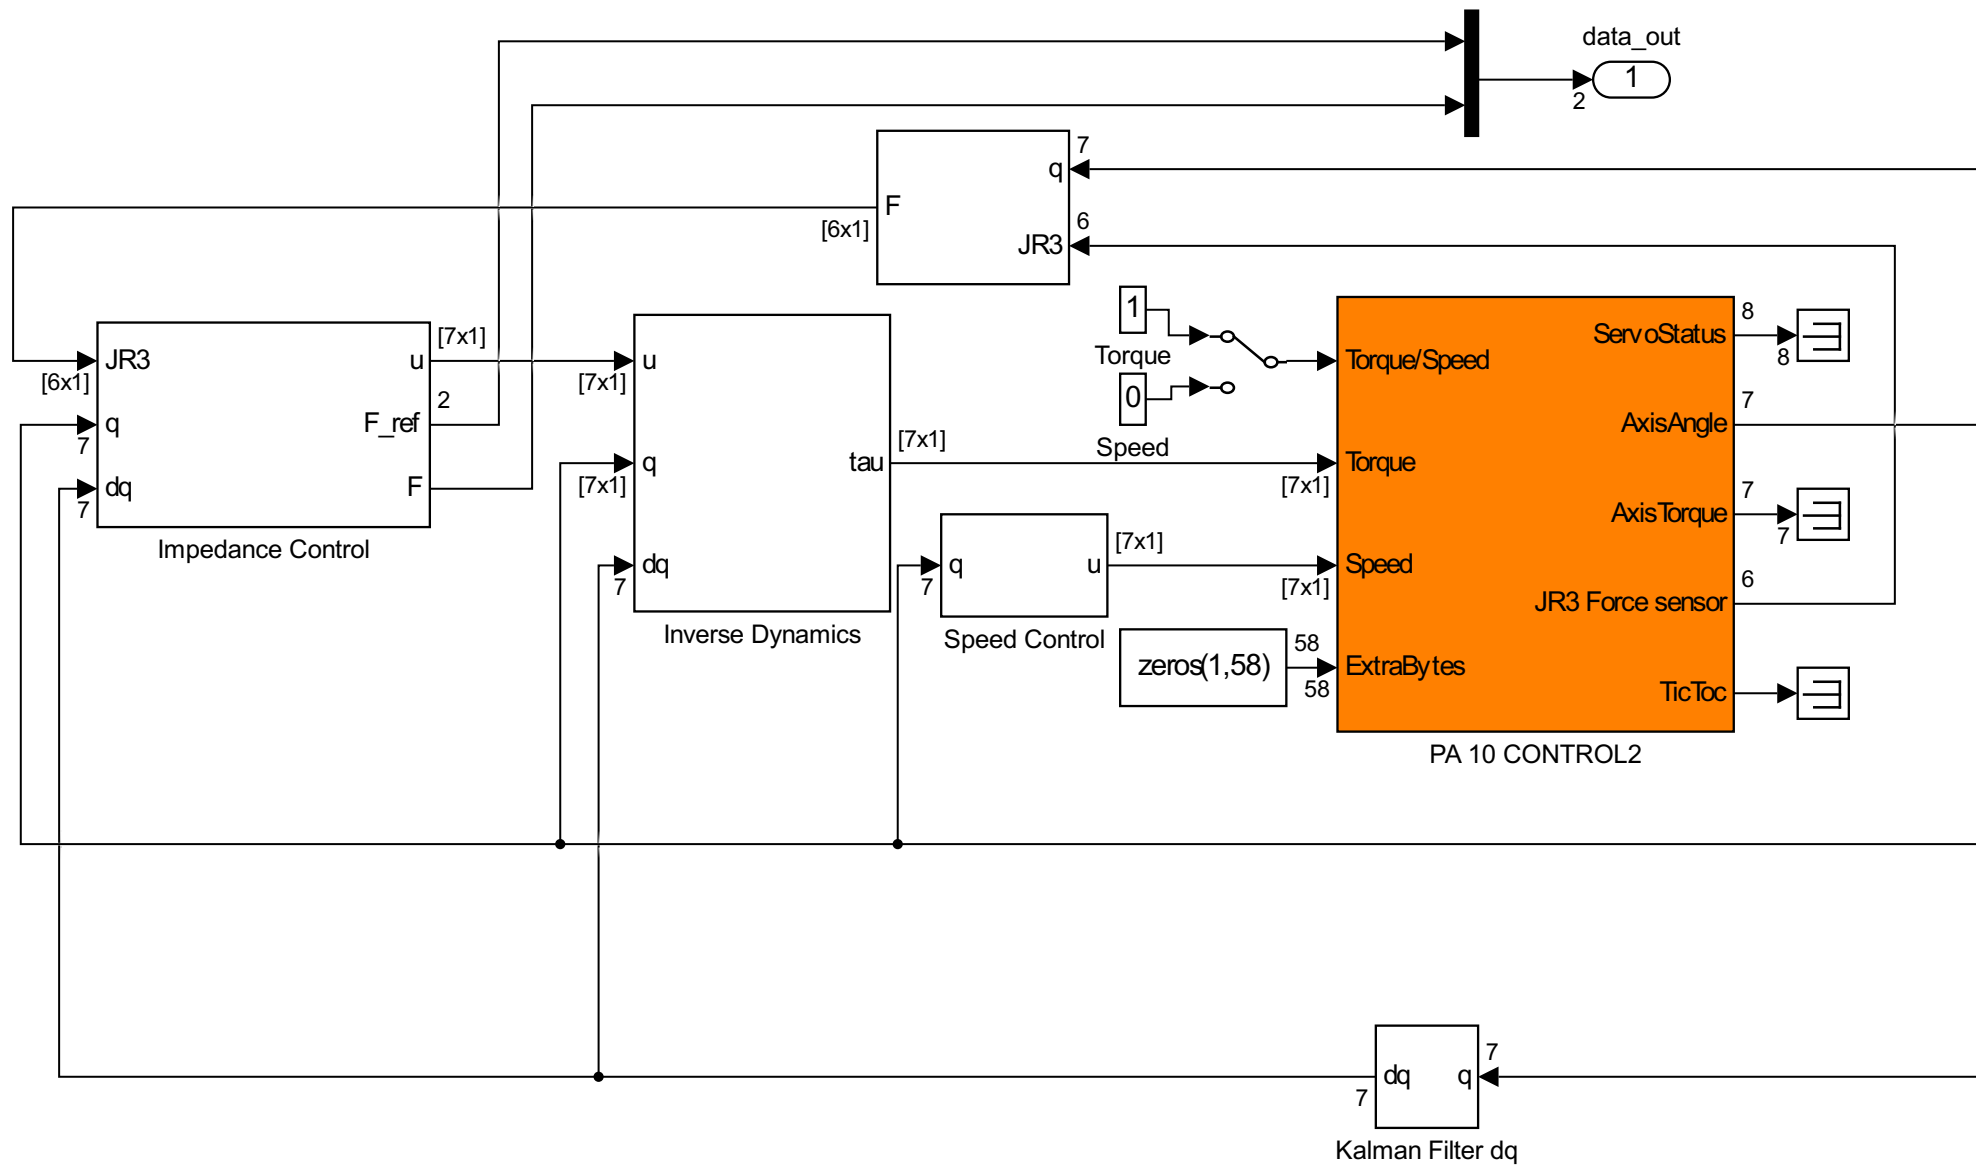 data_out
1
2
7
q
F
[6x1]
6
JR3
1
Torque
0
Speed
JR3
[6x1]
q
7
dq
7
u
[7x1]
F_ref
2
F
Impedance Control
u
[7x1]
q
[7x1]
dq
7
tau
[7x1]
Inverse Dynamics
q
7
u
[7x1]
Speed Control
zeros(1,58)
58
58
Torque/Speed
Torque
[7x1]
Speed
[7x1]
ExtraBytes
ServoStatus
8
8
AxisAngle
7
AxisTorque
7
7
JR3 Force sensor
6
TicToc
PA 10 CONTROL2
dq
7
q
7
Kalman Filter dq